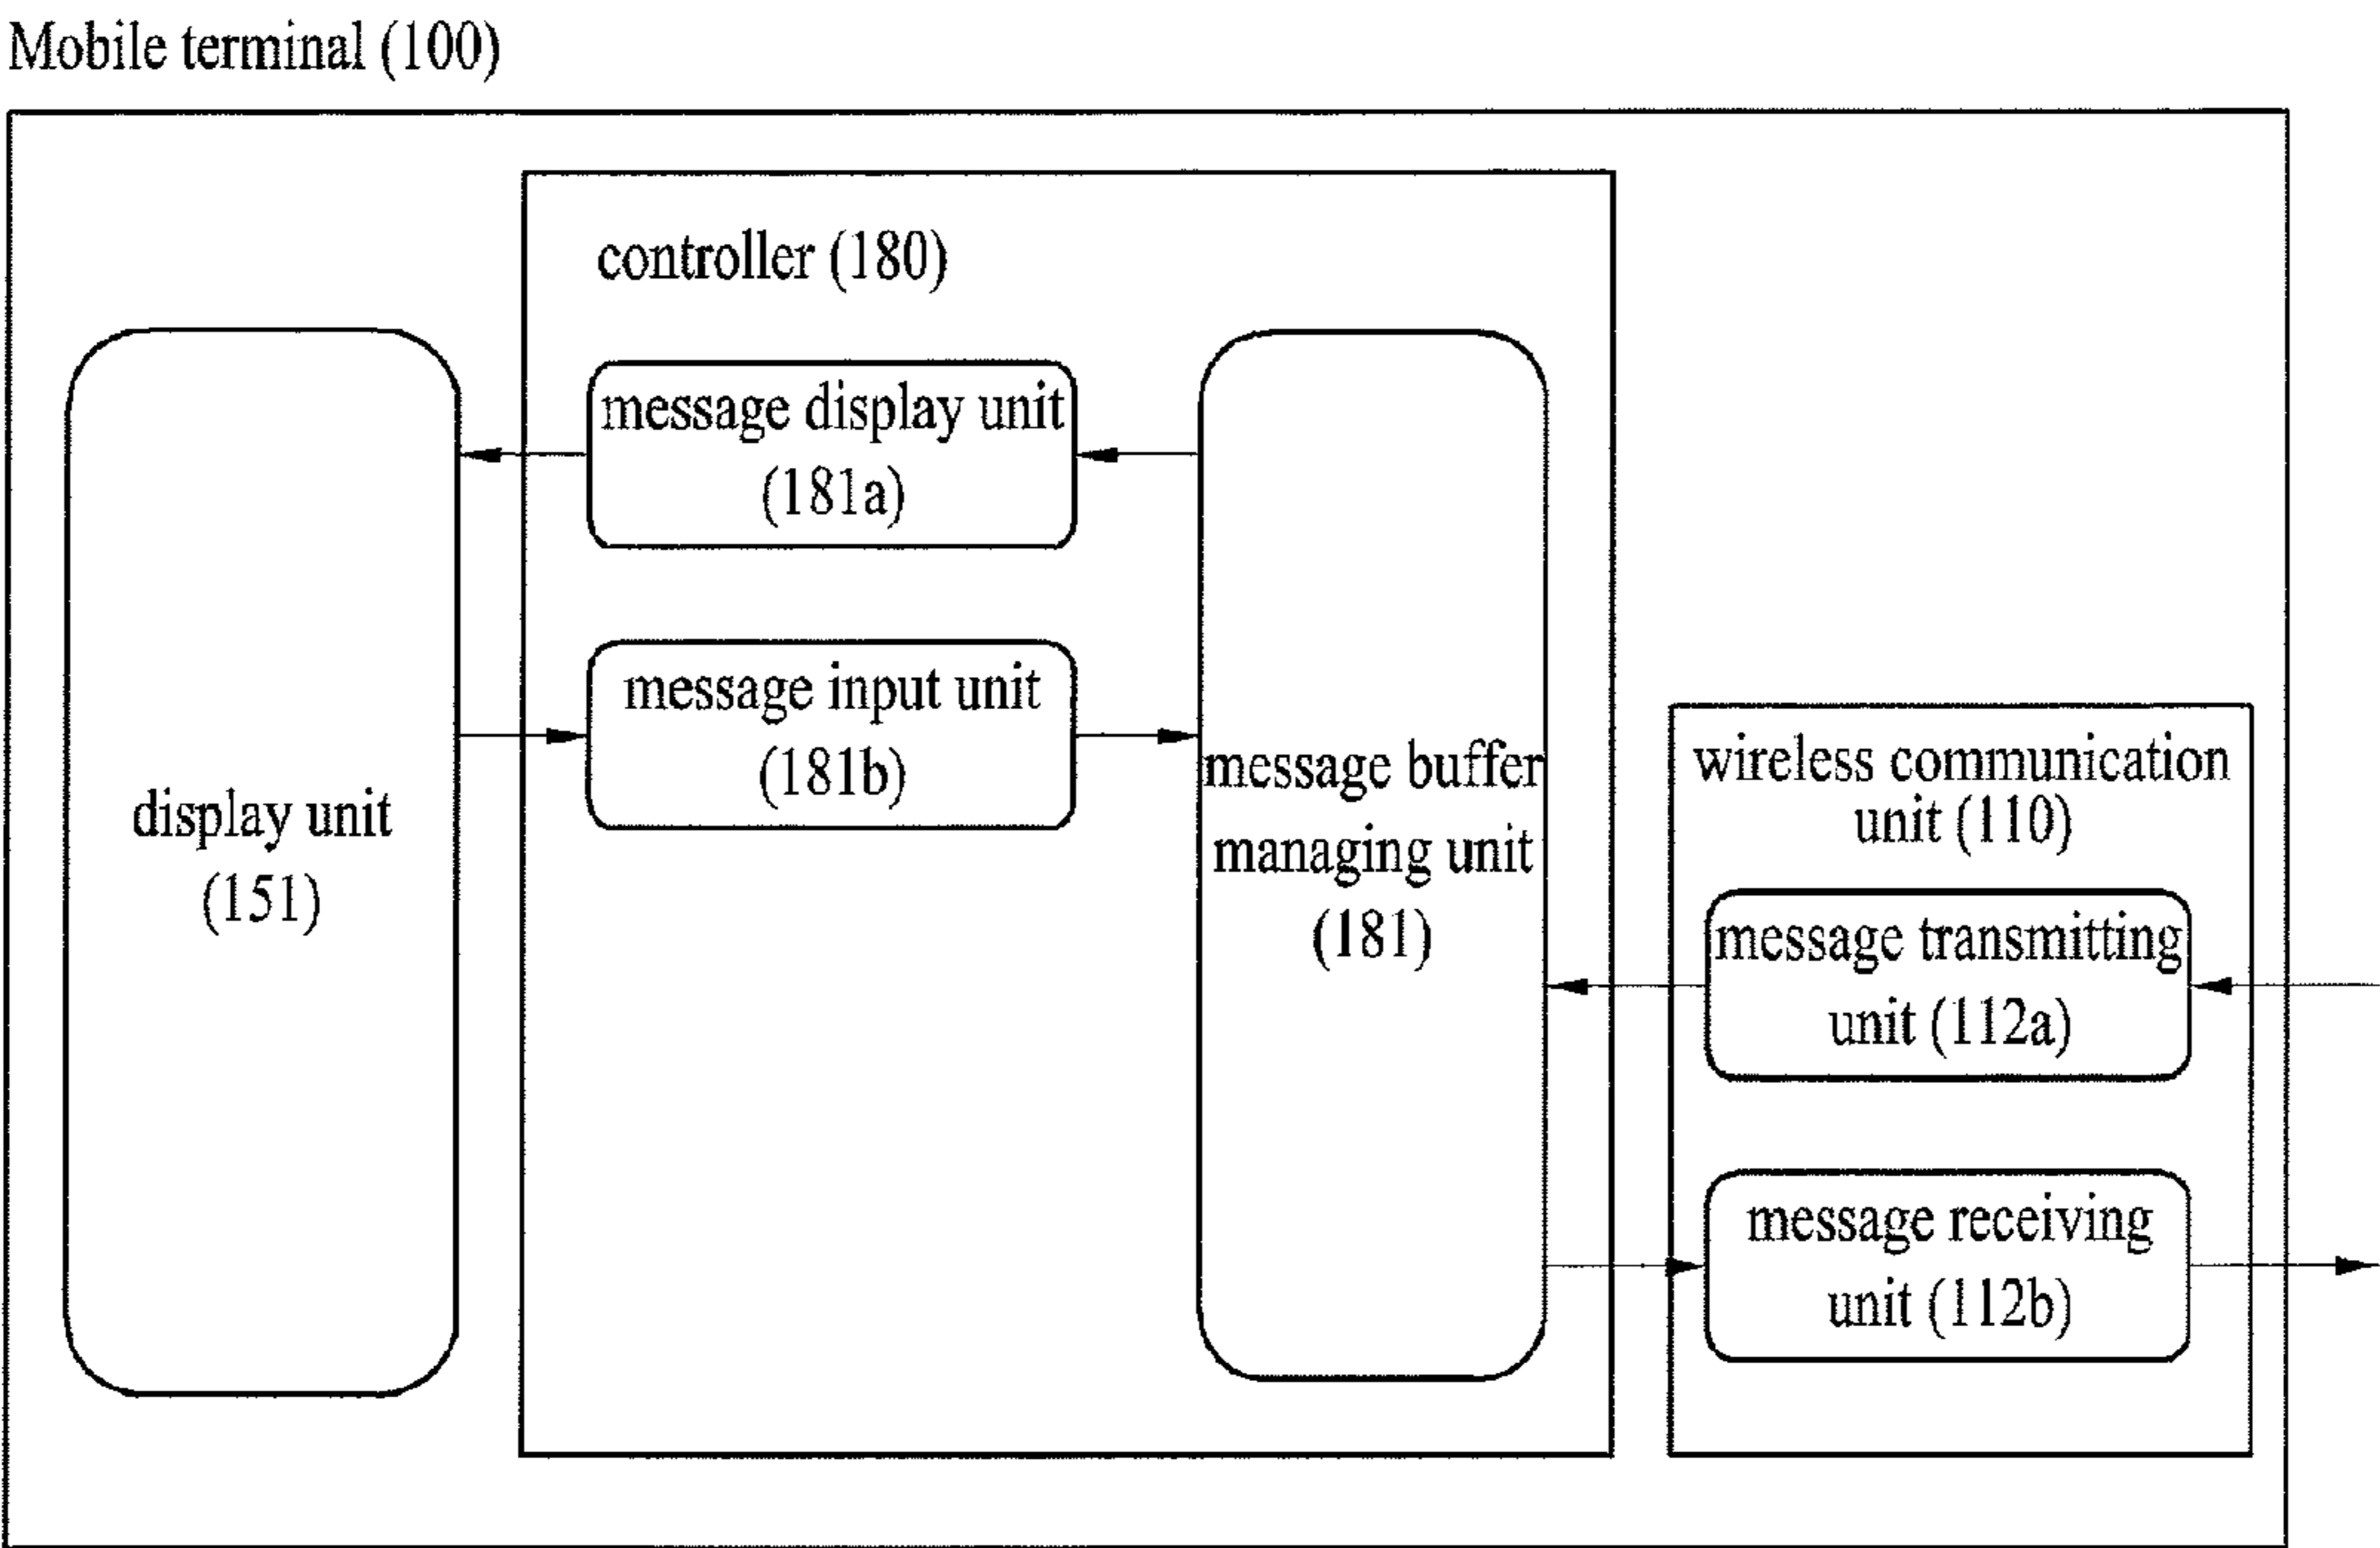 Mobile terminal (100)
controller (180)
message display unit
(181a)
message input unit
(181b)
display unit
(151)
message buffer
managing unit
(181)
wireless communication
unit (110)
message transmitting
unit (112a)
message receiving
unit (112b)